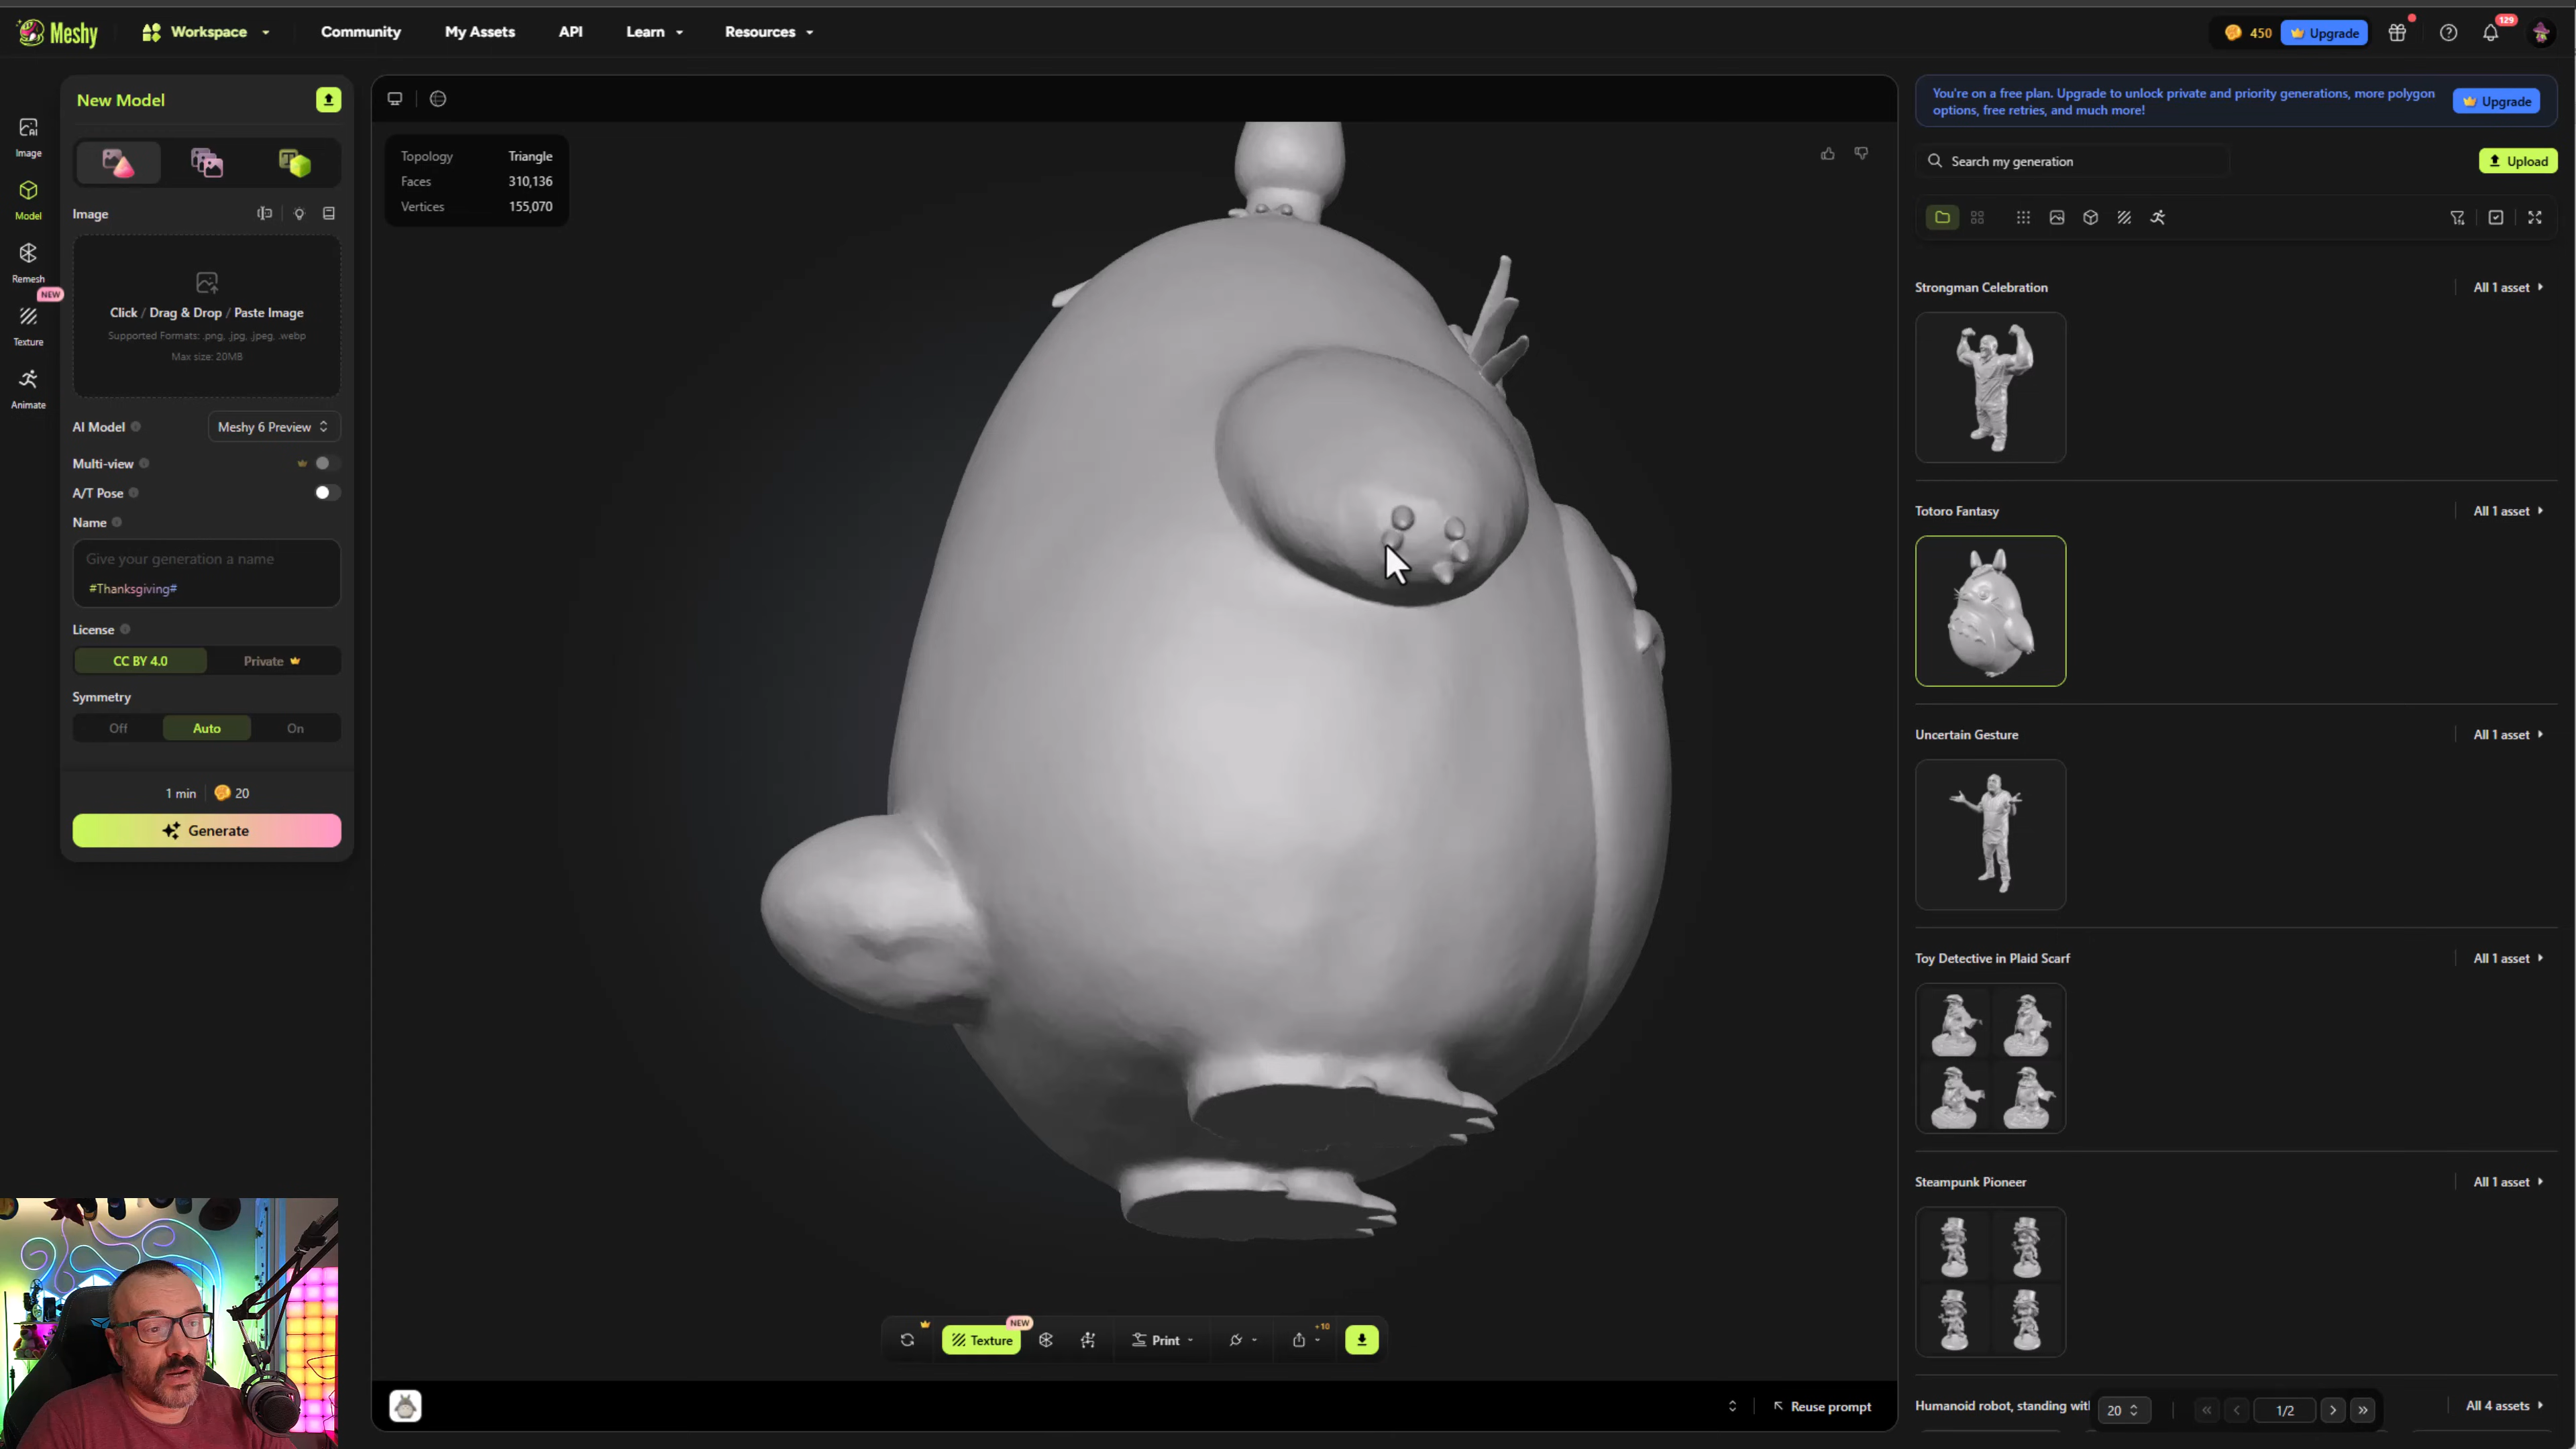 Meshy
Workspace
Community
My Assets
API
Learn
Resources
450
Upgrade
129
New Model
Image
Model
Remesh
NEW
Texture
Animate
Image
Click / Drag & Drop / Paste Image
Supported Formats: .png, .jpg, .jpeg, .webp
Max size: 20MB
AI Model
Meshy 6 Preview
Multi-view
A/T Pose
Name
Give your generation a name
#Thanksgiving#
License
CC BY 4.0
Private
Symmetry
Off
Auto
On
1 min
20
Generate
Topology Triangle
Faces 310,136
Vertices 155,070
Texture
NEW
Print
+10
Reuse prompt
You're on a free plan. Upgrade to unlock private and priority generations, more polygon
options, free retries, and much more!
Upgrade
Search my generation
Upload
Strongman Celebration
All 1 asset
Totoro Fantasy
All 1 asset
Uncertain Gesture
All 1 asset
Toy Detective in Plaid Scarf
All 1 asset
Steampunk Pioneer
All 1 asset
Humanoid robot, standing wit
20
1/2
All 4 assets